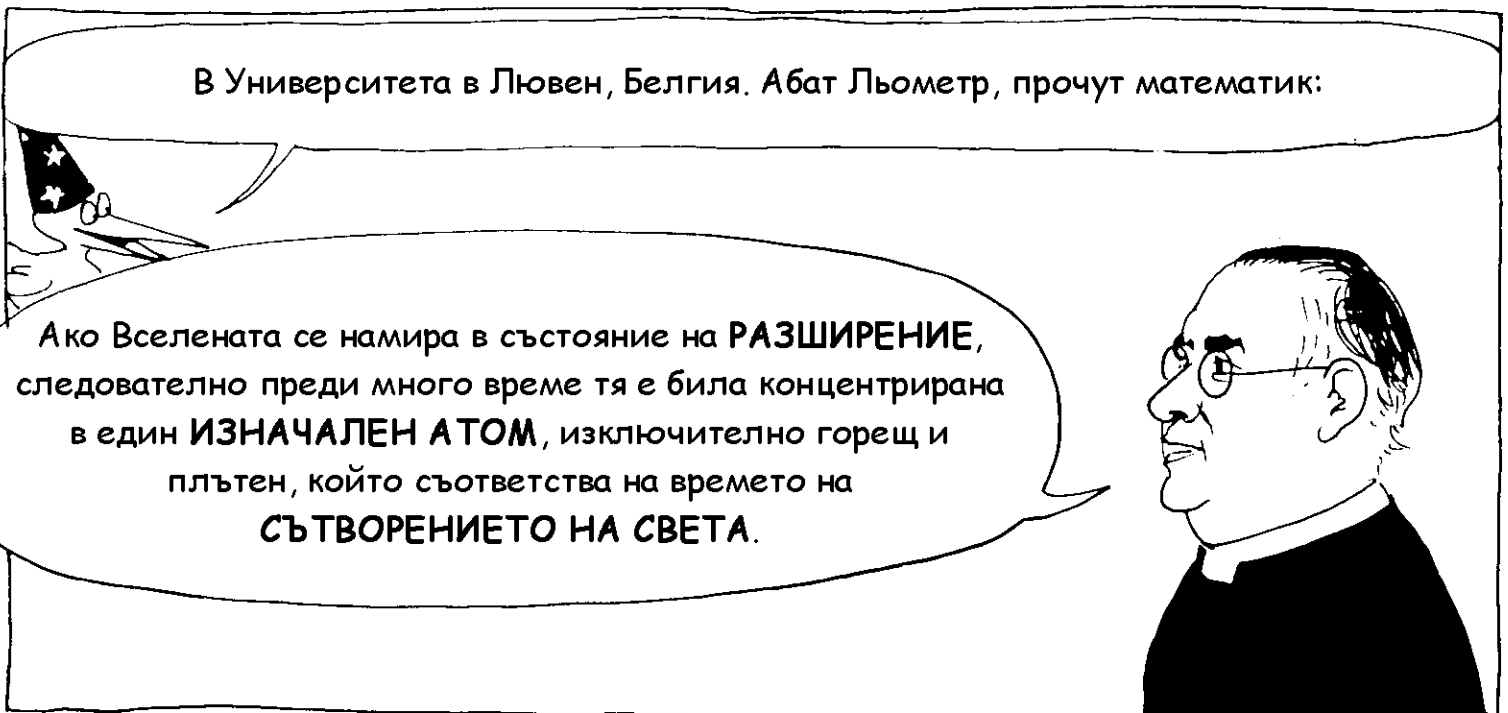 В Университета в Льовен, Белгия. Абат Льометр, прочут математик:
Ако Вселената се намира в състояние на РАЗШИРЕНИЕ,
следователно преди много време тя е била концентрирана
в един ИЗНАЧАЛЕН АТОМ, изключително горещ и
плътен, който съответства на времето на
СЪТВОРЕНИЕТО НА СВЕТА.